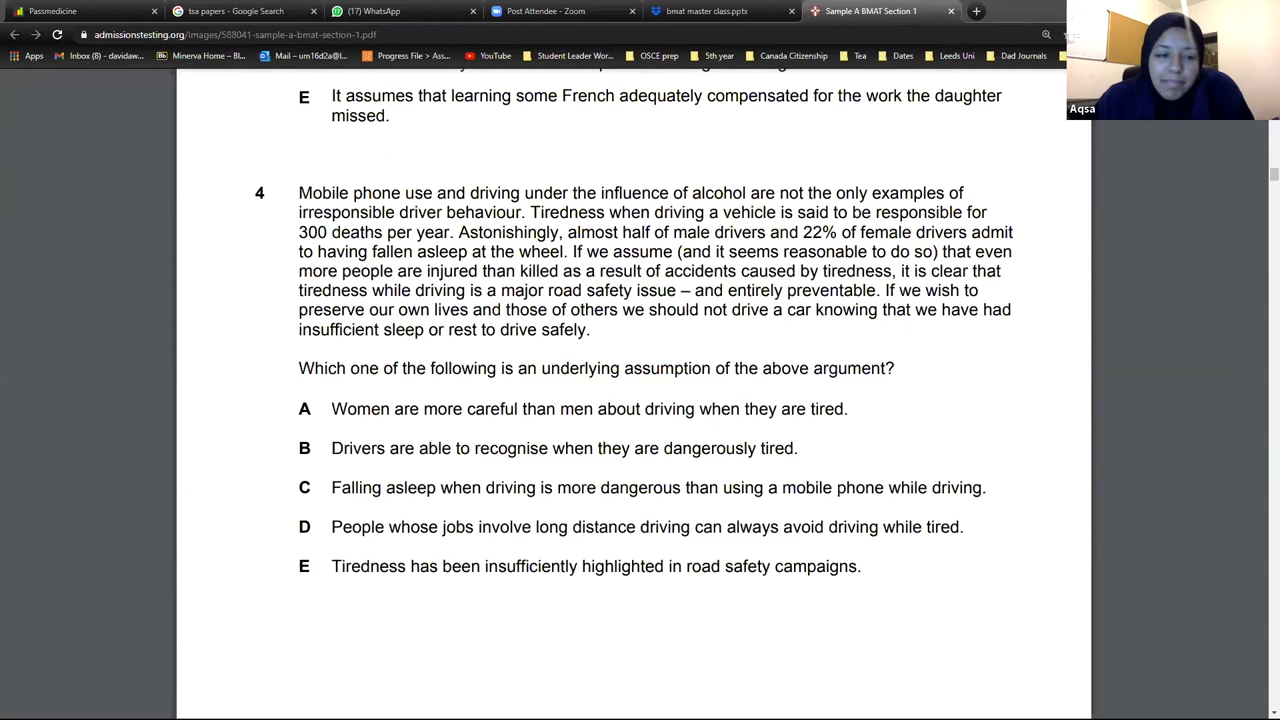 Passmedicine
tsa papers - Google Search
(17) WhatsApp
Post Attendee - Zoom
bmat master class.pptx
Sample A BMAT Section 1
admissionstesting.org/images/588041-sample-a-bmat-section-1.pdf
Apps
Inbox (8) - davidaw...
Minerva Home – Bl...
Mail – um16d2a@l...
Progress File > Ass...
YouTube
Student Leader Wor...
OSCE prep
5th year
Canada Citizenship
Tea
Dates
Leeds Uni
Dad Journals
Aqsa
E It assumes that learning some French adequately compensated for the work the daughter
missed.
4 Mobile phone use and driving under the influence of alcohol are not the only examples of
irresponsible driver behaviour. Tiredness when driving a vehicle is said to be responsible for
300 deaths per year. Astonishingly, almost half of male drivers and 22% of female drivers admit
to having fallen asleep at the wheel. If we assume (and it seems reasonable to do so) that even
more people are injured than killed as a result of accidents caused by tiredness, it is clear that
tiredness while driving is a major road safety issue – and entirely preventable. If we wish to
preserve our own lives and those of others we should not drive a car knowing that we have had
insufficient sleep or rest to drive safely.
Which one of the following is an underlying assumption of the above argument?
A Women are more careful than men about driving when they are tired.
B Drivers are able to recognise when they are dangerously tired.
C Falling asleep when driving is more dangerous than using a mobile phone while driving.
D People whose jobs involve long distance driving can always avoid driving while tired.
E Tiredness has been insufficiently highlighted in road safety campaigns.